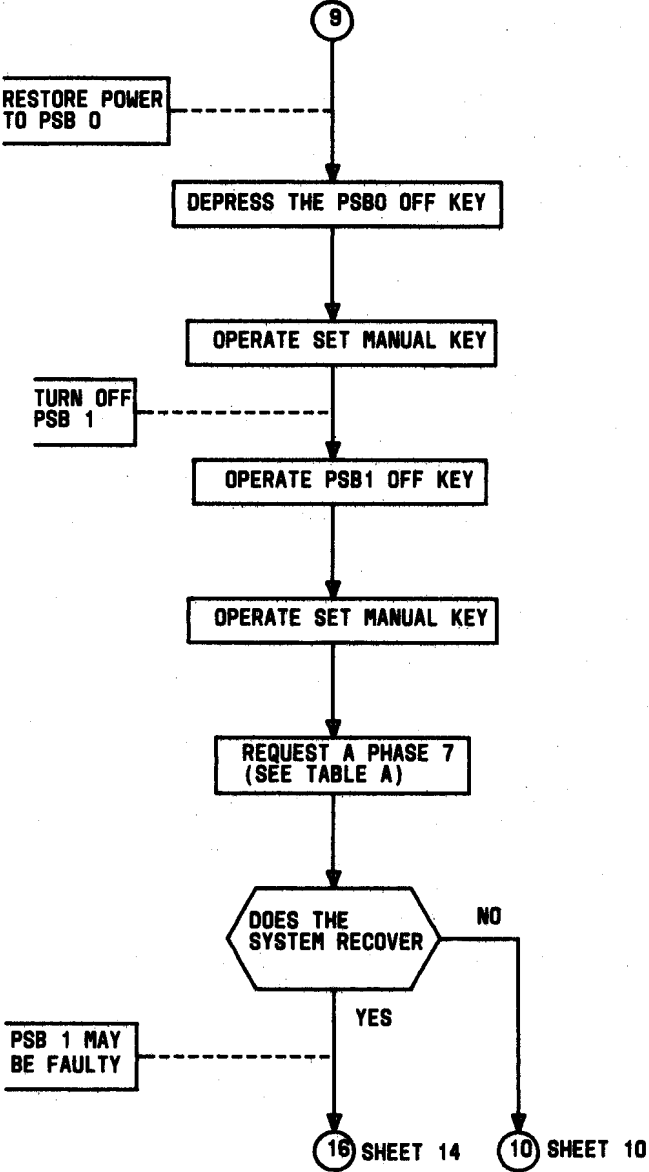 9
RESTORE POWER
TO PSB 0
DEPRESS THE PSB0 OFF KEY
OPERATE SET MANUAL KEY
TURN OFF
PSB 1
OPERATE PSB1 OFF KEY
OPERATE SET MANUAL KEY
REQUEST A PHASE 7
(SEE TABLE A)
DOES THE
SYSTEM RECOVER
NO
YES
PSB 1 MAY
BE FAULTY
16 SHEET 14
10 SHEET 10